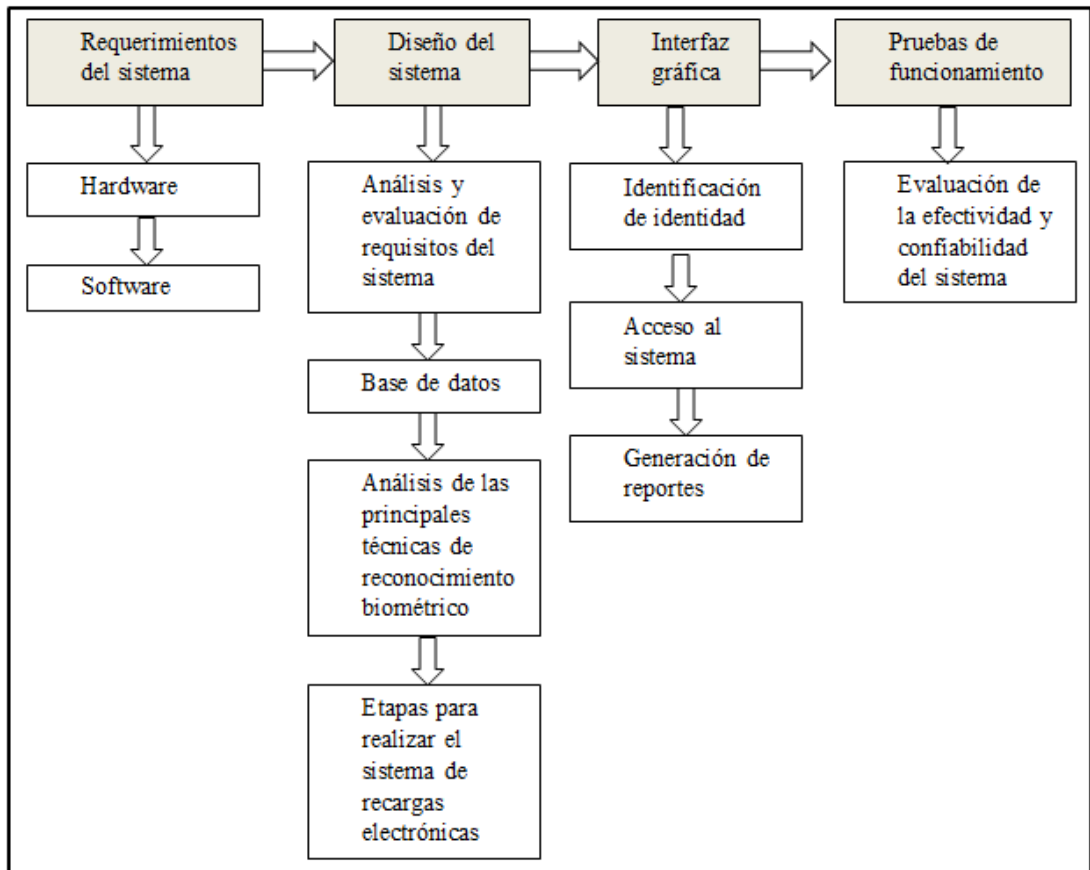 Requerimientos
del sistema
Diseño del
sistema
Interfaz
gráfica
Pruebas de
funcionamiento
Hardware
Software
Análisis y
evaluación de
requisitos del
sistema
Base de datos
Análisis de las
principales
técnicas de
reconocimiento
biométrico
Etapas para
realizar el
sistema de
recargas
electrónicas
Identificación
de identidad
Acceso al
sistema
Generación de
reportes
Evaluación de
la efectividad y
confiabilidad
del sistema